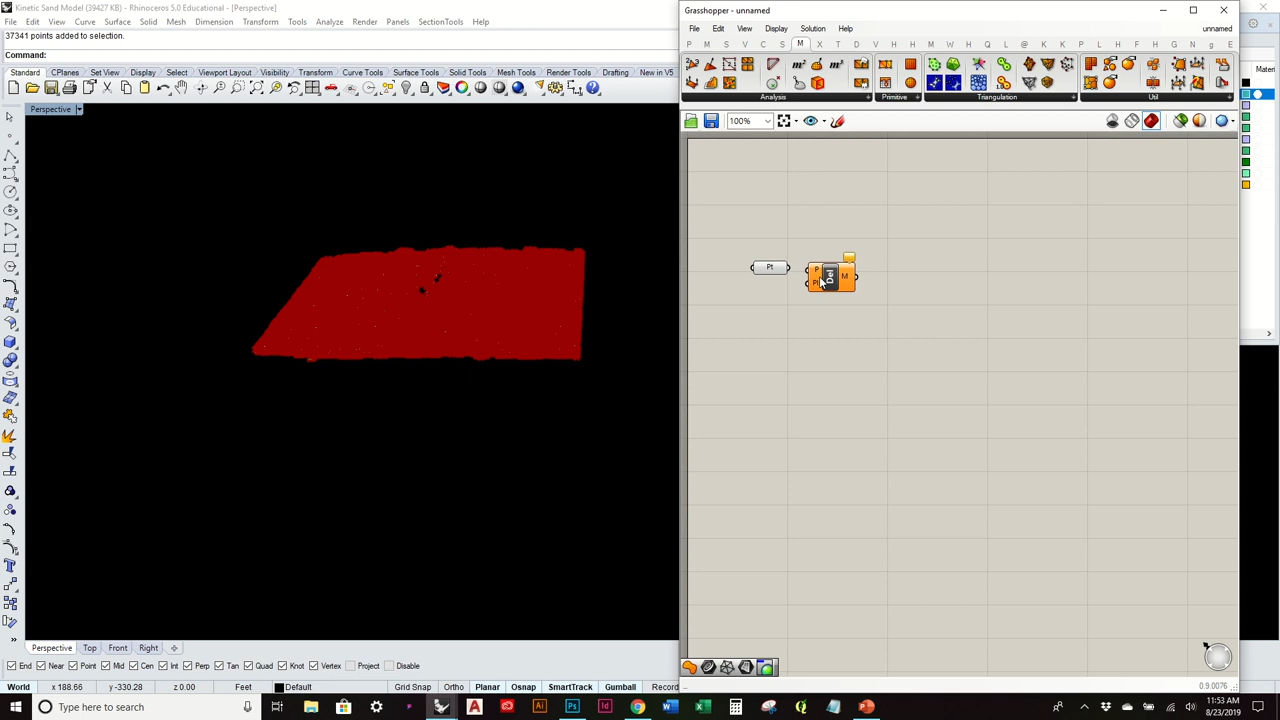 Kinetic Sand Model (39427 KB) - Rhinoceros 5.0 Educational - [Perspective]
File Edit View Curve Surface Solid Mesh Dimension Transform Tools Analyze Render Panels SectionTools Help
37341 points added to selection.
Command:
Standard CPlanes Set View Display Select Viewport Layout Visibility Transform Curve Tools Surface Tools Solid Tools Mesh Tools Render Tools Drafting New in V5
Perspective
Grasshopper - unnamed
File Edit View Display Solution Help unnamed
P M S V C S I M X T D V U M W H Q L @ K K P L H T H P E W N g E
Analysis Primitive Triangulation Util
100%
Mater
Pt
P
Pl
Del
M
Perspective Top Front Right
End Near Point Mid Cen Int Perp Tan Quad Knot Vertex Project Disable
World x 188.66 y -330.28 z 0.00 Feet Default Grid Snap Ortho Planar Osnap SmartTrack Gumball Record
0.9.0076
Type here to search
11:53 AM
8/23/2019